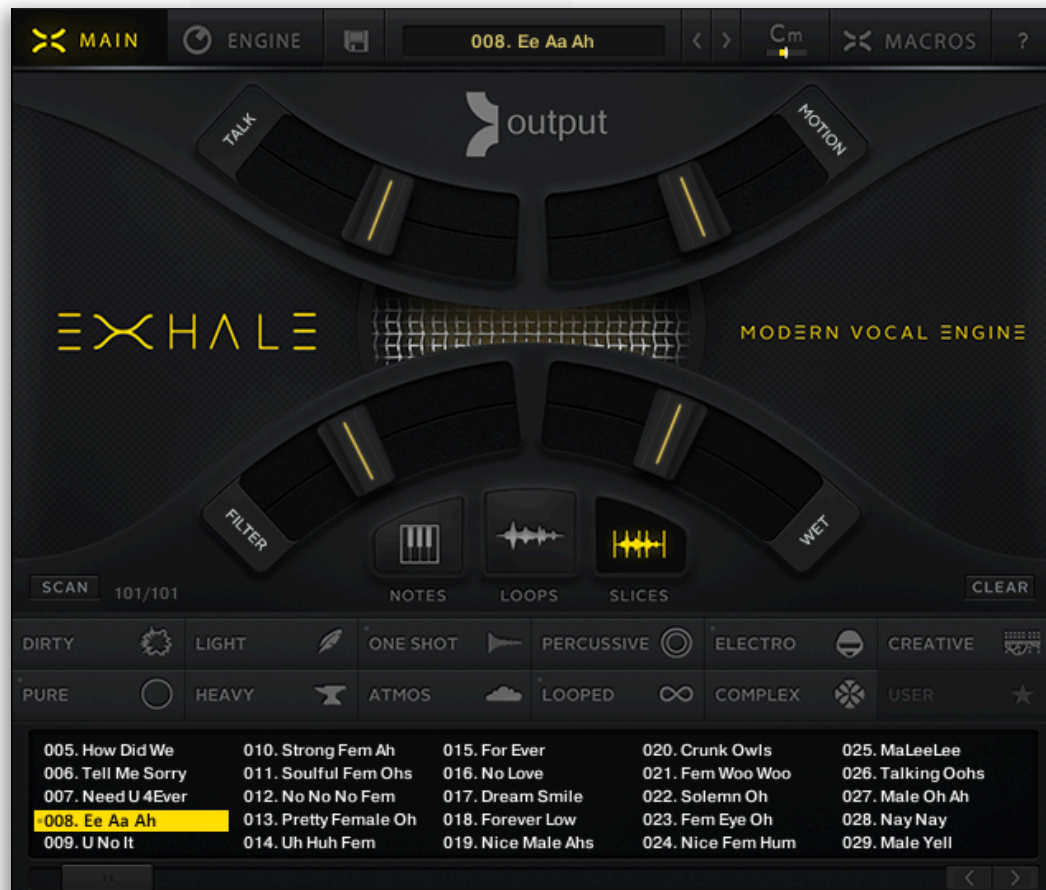 MAIN ENGINE 008. Ee Aa Ah < > Cm MACROS ?
TALK MOTION
output
EXHALE MODERN VOCAL ENGINE
FILTER WET
NOTES LOOPS SLICES
SCAN 101/101 CLEAR
DIRTY LIGHT ONE SHOT PERCUSSIVE ELECTRO CREATIVE
PURE HEAVY ATMOS LOOPED COMPLEX USER
005. How Did We 010. Strong Fem Ah 015. For Ever 020. Crunk Owls 025. MaLeeLee
006. Tell Me Sorry 011. Soulful Fem Ohs 016. No Love 021. Fem Woo Woo 026. Talking Oohs
007. Need U 4Ever 012. No No No Fem 017. Dream Smile 022. Solemn Oh 027. Male Oh Ah
008. Ee Aa Ah 013. Pretty Female Oh 018. Forever Low 023. Fem Eye Oh 028. Nay Nay
009. U No It 014. Uh Huh Fem 019. Nice Male Ahs 024. Nice Fem Hum 029. Male Yell